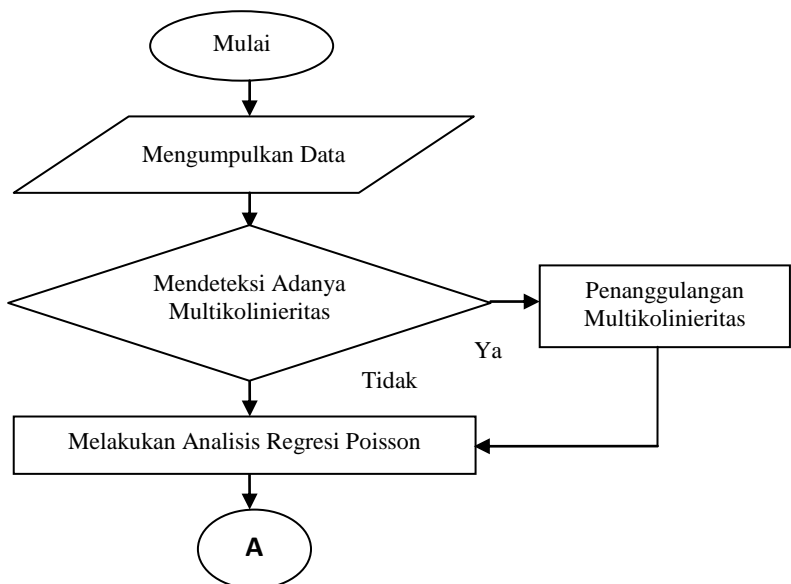 Mulai
Mengumpulkan Data
Mendeteksi Adanya
Multikolinieritas
Penanggulangan
Multikolinieritas
Ya
Tidak
Melakukan Analisis Regresi Poisson
A